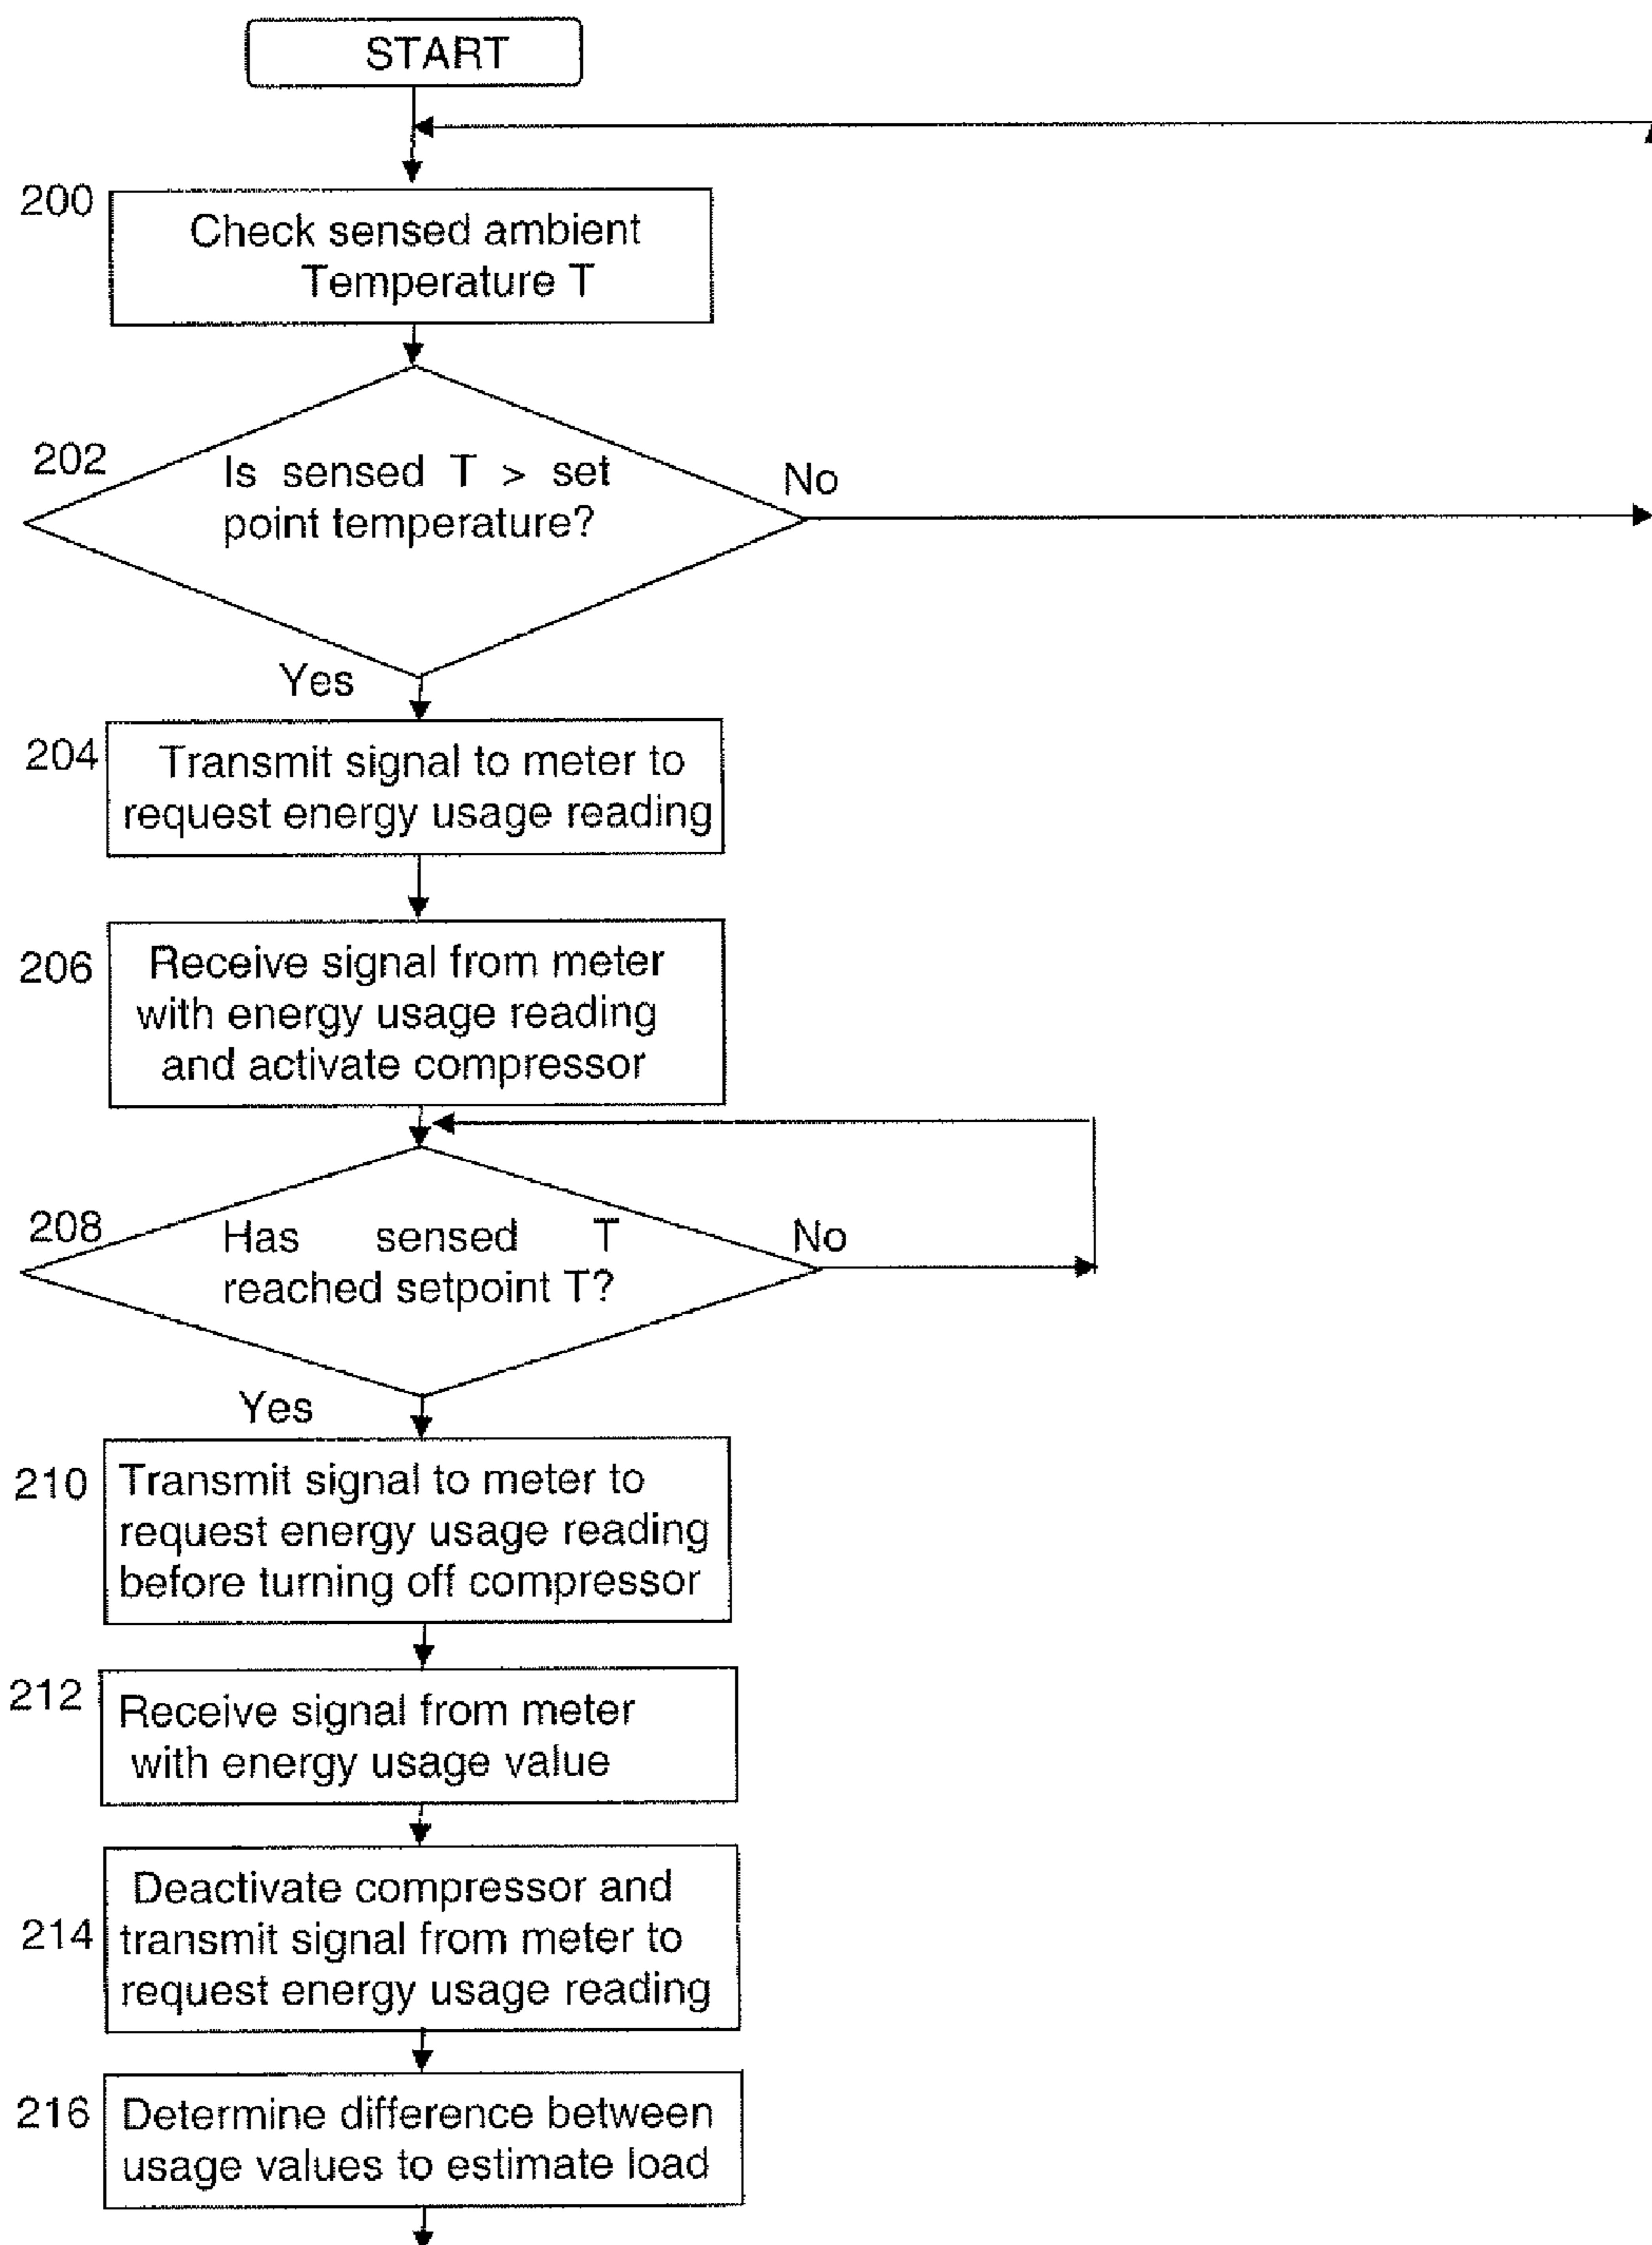 START
200
Check sensed ambient
Temperature T
202
Is sensed T > set
point temperature?
No
Yes
204
Transmit signal to meter to
request energy usage reading
206
Receive signal from meter
with energy usage reading
and activate compressor
208
Has sensed T
reached setpoint T?
No
Yes
210
Transmit signal to meter to
request energy usage reading
before turning off compressor
212
Receive signal from meter
with energy usage value
214
Deactivate compressor and
transmit signal from meter to
request energy usage reading
216
Determine difference between
usage values to estimate load